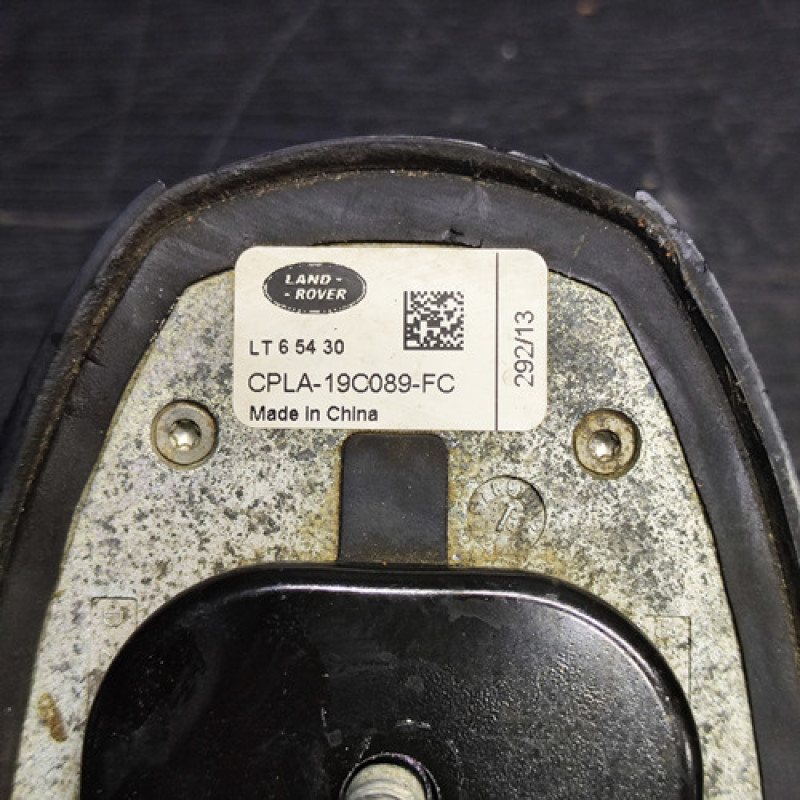 LAND -
- ROVER
LT 6 54 30
CPLA-19C089-FC
Made in China
292/13